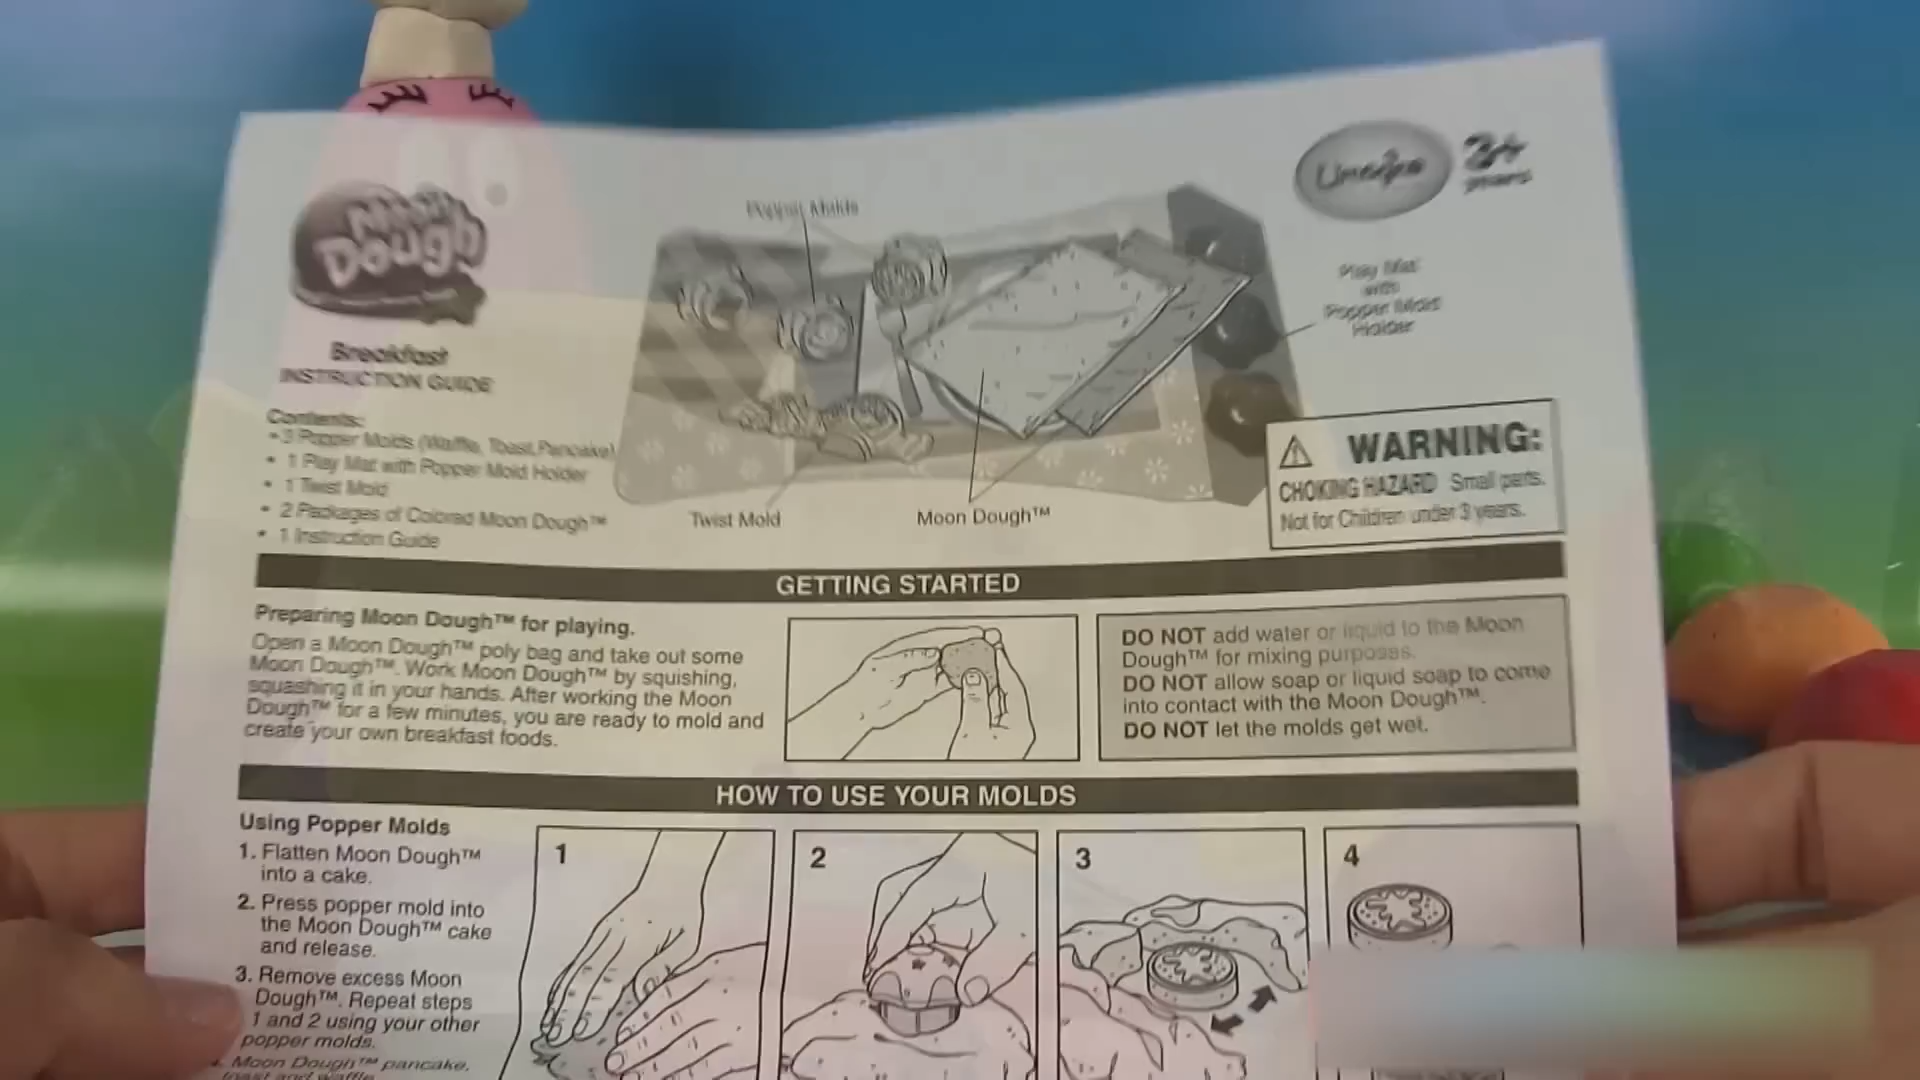 Moon
Dough
3+
years
Popper Molds
Play Mat
with
Popper Mold
Holder
Breakfast
INSTRUCTION GUIDE
Contents:
• 3 Popper Molds (Waffle, Toast, Pancake)
• 1 Play Mat with Popper Mold Holder
• 1 Twist Mold
• 2 Packages of Colored Moon Dough™
• 1 Instruction Guide
Twist Mold
Moon Dough™
WARNING:
CHOKING HAZARD Small parts.
Not for Children under 3 years.
GETTING STARTED
Preparing Moon Dough™ for playing.
Open a Moon Dough™ poly bag and take out some
Moon Dough™. Work Moon Dough™ by squishing,
squashing it in your hands. After working the Moon
Dough™ for a few minutes, you are ready to mold and
create your own breakfast foods.
DO NOT add water or liquid to the Moon
Dough™ for mixing purposes.
DO NOT allow soap or liquid soap to come
into contact with the Moon Dough™.
DO NOT let the molds get wet.
HOW TO USE YOUR MOLDS
Using Popper Molds
1. Flatten Moon Dough™
into a cake.
2. Press popper mold into
the Moon Dough™ cake
and release.
3. Remove excess Moon
Dough™. Repeat steps
1 and 2 using your other
popper molds.
4. Moon Dough™ pancake,
toast and waffle
1
2
3
4